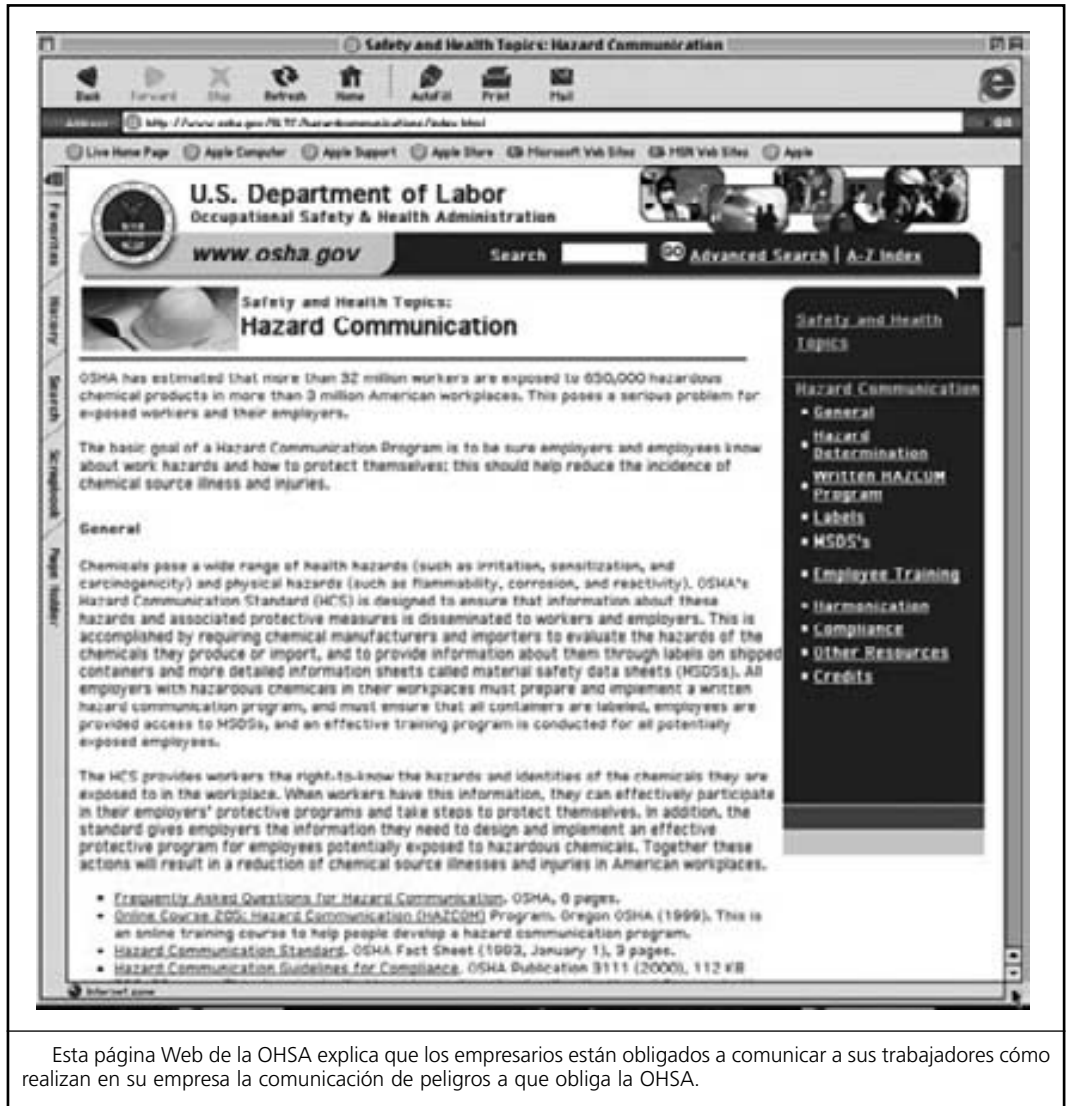 Safety and Health Topics: Hazard Communication
Back Forward Stop Refresh Home AutoFill Print Mail
Address
Live Home Page Apple Computer Apple Support Apple Store Microsoft Web Sites MSN Web Sites Apple
Favorites
History
Search
Scrapbook
Page Holder
U.S. Department of Labor
Occupational Safety & Health Administration
www.osha.gov
Search GO Advanced Search | A-Z Index
Safety and Health Topics:
Hazard Communication
OSHA has estimated that more than 32 million workers are exposed to 650,000 hazardous
chemical products in more than 3 million American workplaces. This poses a serious problem for
exposed workers and their employers.
The basic goal of a Hazard Communication Program is to be sure employers and employees know
about work hazards and how to protect themselves; this should help reduce the incidence of
chemical source illness and injuries.
General
Chemicals pose a wide range of health hazards (such as irritation, sensitization, and
carcinogenicity) and physical hazards (such as flammability, corrosion, and reactivity). OSHA's
Hazard Communication Standard (HCS) is designed to ensure that information about these
hazards and associated protective measures is disseminated to workers and employers. This is
accomplished by requiring chemical manufacturers and importers to evaluate the hazards of the
chemicals they produce or import, and to provide information about them through labels on shipped
containers and more detailed information sheets called material safety data sheets (MSDSs). All
employers with hazardous chemicals in their workplaces must prepare and implement a written
hazard communication program, and must ensure that all containers are labeled, employees are
provided access to MSDSs, and an effective training program is conducted for all potentially
exposed employees.
The HCS provides workers the right-to-know the hazards and identities of the chemicals they are
exposed to in the workplace. When workers have this information, they can effectively participate
in their employers' protective programs and take steps to protect themselves. In addition, the
standard gives employers the information they need to design and implement an effective
protective program for employees potentially exposed to hazardous chemicals. Together these
actions will result in a reduction of chemical source illnesses and injuries in American workplaces.
• Frequently Asked Questions for Hazard Communication. OSHA, 6 pages.
• Online Course 205: Hazard Communication (HAZCOM) Program. Oregon OSHA (1999). This is
an online training course to help people develop a hazard communication program.
• Hazard Communication Standard. OSHA Fact Sheet (1993, January 1), 3 pages.
• Hazard Communication Guidelines for Compliance. OSHA Publication 3111 (2000), 112 KB
Safety and Health
Topics
Hazard Communication
• General
• Hazard
Determination
• Written HAZCOM
Program
• Labels
• MSDS's
• Employee Training
• Harmonication
• Compliance
• Other Resources
• Credits
Internet zone
Esta página Web de la OHSA explica que los empresarios están obligados a comunicar a sus trabajadores cómo
realizan en su empresa la comunicación de peligros a que obliga la OHSA.